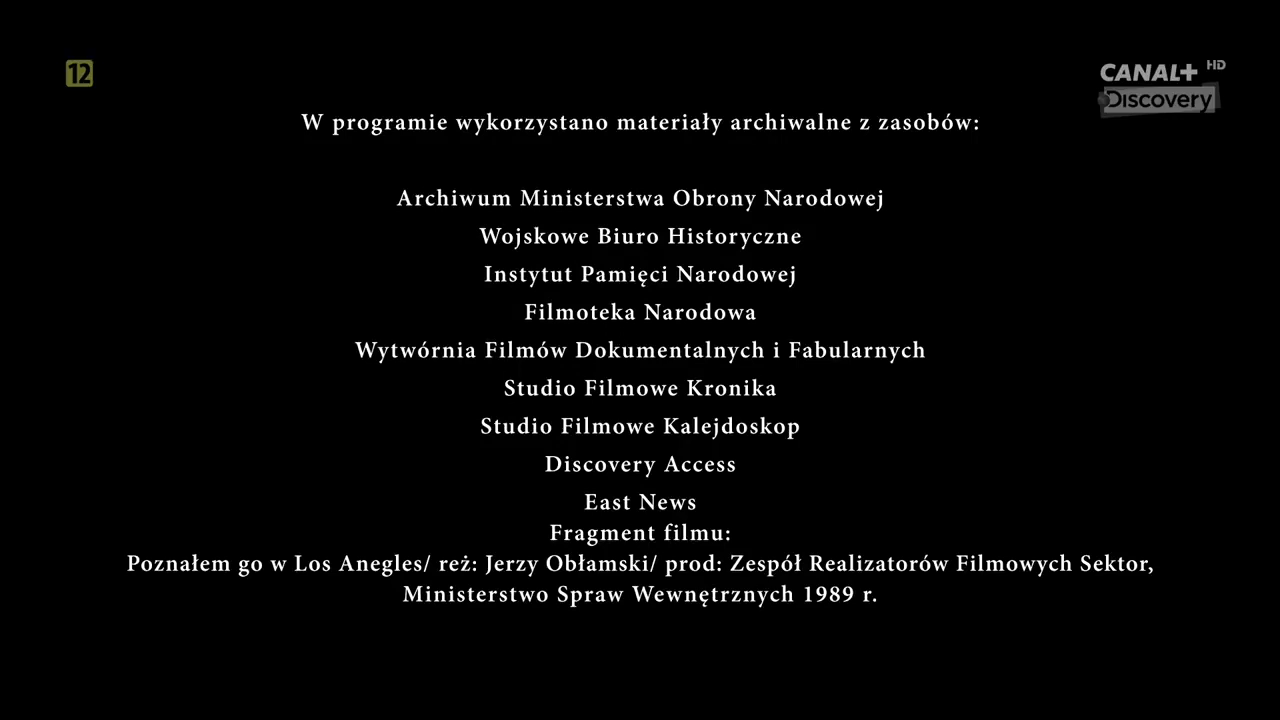 12
CANAL+ HD
Discovery
W programie wykorzystano materiały archiwalne z zasobów:
Archiwum Ministerstwa Obrony Narodowej
Wojskowe Biuro Historyczne
Instytut Pamięci Narodowej
Filmoteka Narodowa
Wytwórnia Filmów Dokumentalnych i Fabularnych
Studio Filmowe Kronika
Studio Filmowe Kalejdoskop
Discovery Access
East News
Fragment filmu:
Poznałem go w Los Anegles/ reż: Jerzy Obłamski/ prod: Zespół Realizatorów Filmowych Sektor,
Ministerstwo Spraw Wewnętrznych 1989 r.